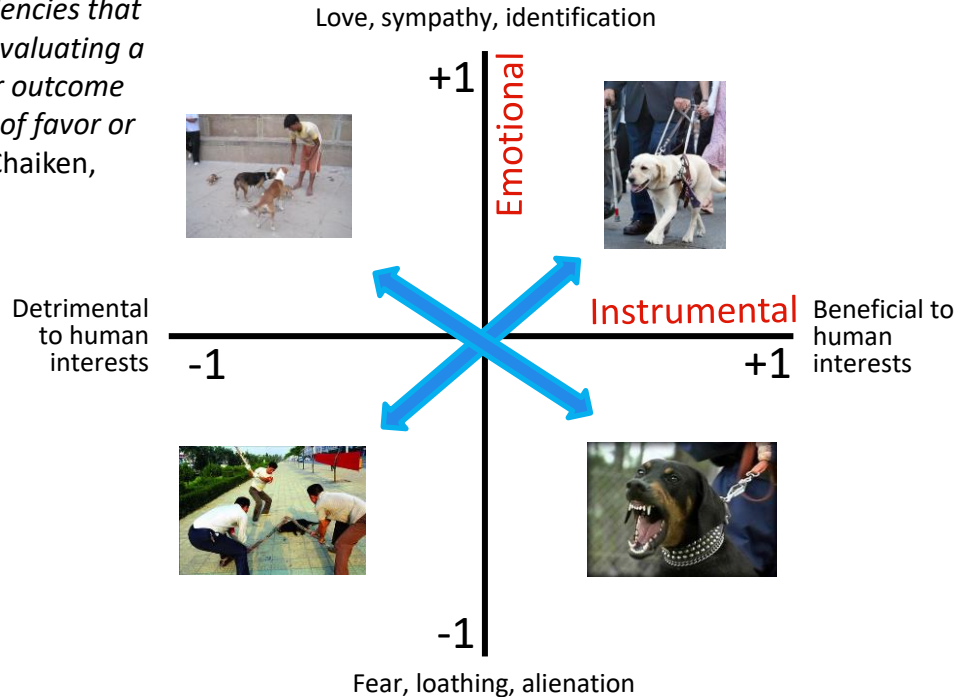 encies that
valuating a
r outcome
of favor or
Chaiken,
Love, sympathy, identification
+1
Emotional
Detrimental
to human
interests
-1
Instrumental
+1
Beneficial to
human
interests
-1
Fear, loathing, alienation